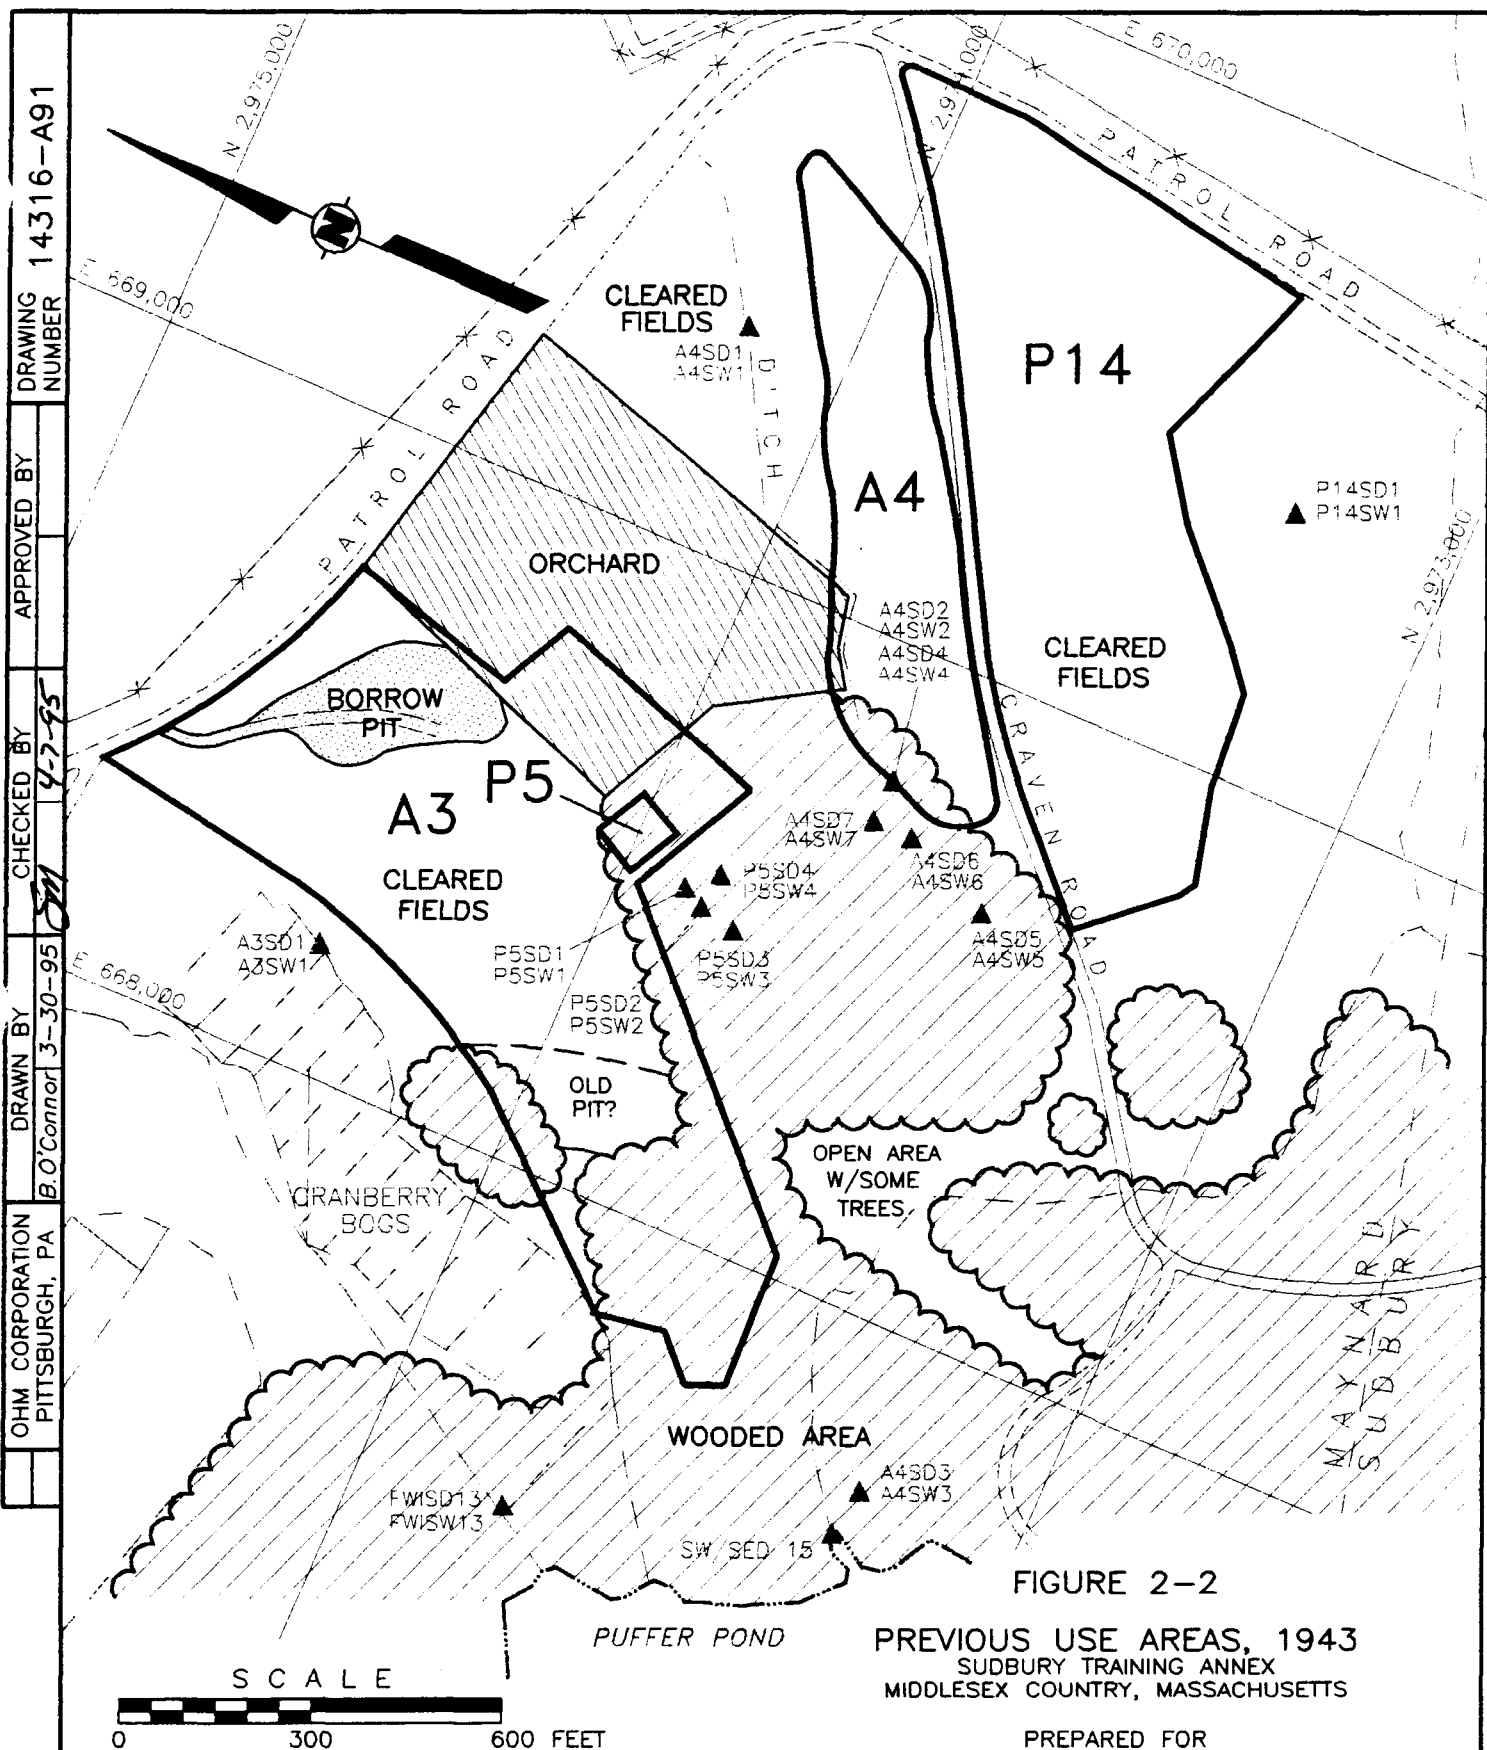 DRAWING NUMBER 14316-A91
APPROVED BY
CHECKED BY
4-7-95
DRAWN BY
B. O'Connor 3-30-95
OHM CORPORATION
PITTSBURGH, PA
N 2,975,000
E 670,000
PATROL ROAD
N
E 669,000
CLEARED
FIELDS
A4SD1
A4SW1
D'TCH
PATROL ROAD
P14
A4
P14SD1
P14SW1
N 2,973,000
ORCHARD
A4SD2
A4SW2
A4SD4
A4SW4
CLEARED
FIELDS
BORROW
PIT
CRAVEN ROAD
P5
A3
A4SD7
A4SW7
A4SD6
A4SW6
CLEARED
FIELDS
P5SD4
P5SW4
A3SD1
A3SW1
P5SD1
P5SW1
P5SD3
P5SW3
A4SD5
A4SW5
E 668,000
P5SD2
P5SW2
OLD
PIT?
OPEN AREA
W/SOME
TREES
CRANBERRY
BOGS
MAYNARD
SUDBURY
WOODED AREA
A4SD3
A4SW3
FWISD13
FWISW13
SW/SED 15
PUFFER POND
FIGURE 2-2
PREVIOUS USE AREAS, 1943
SUDBURY TRAINING ANNEX
MIDDLESEX COUNTRY, MASSACHUSETTS
PREPARED FOR
SCALE
0 300 600 FEET